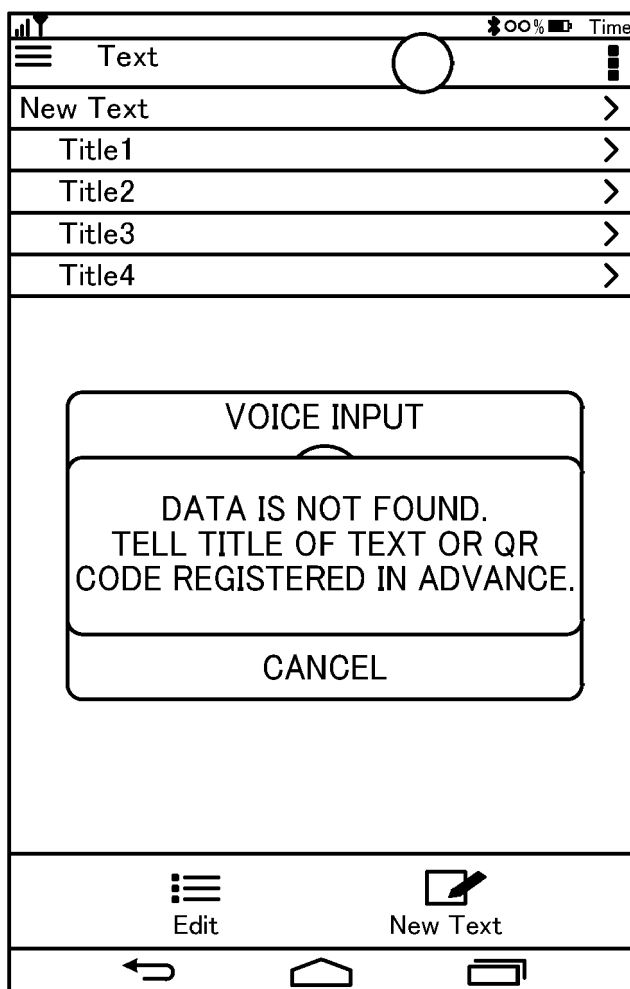 ○○% Time
Text
New Text
Title1
Title2
Title3
Title4
VOICE INPUT
DATA IS NOT FOUND.
TELL TITLE OF TEXT OR QR
CODE REGISTERED IN ADVANCE.
CANCEL
Edit New Text